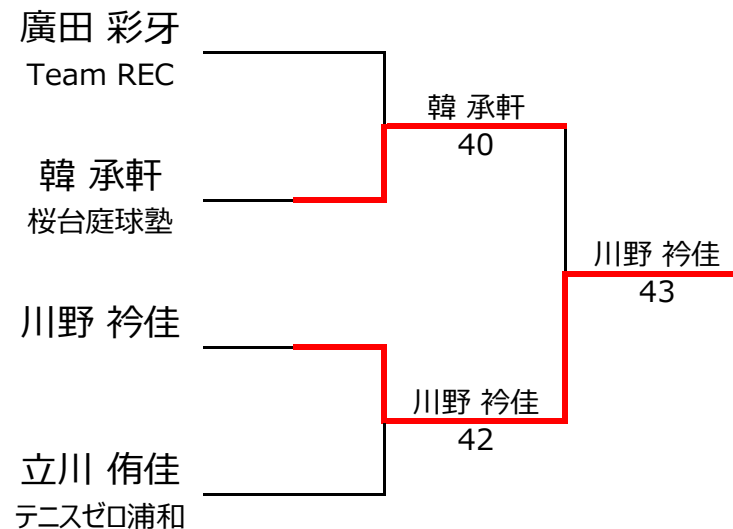 廣田 彩牙
Team REC
韓 承軒
40
韓 承軒
桜台庭球塾
川野 衿佳
43
川野 衿佳
川野 衿佳
42
立川 侑佳
テニスゼロ浦和